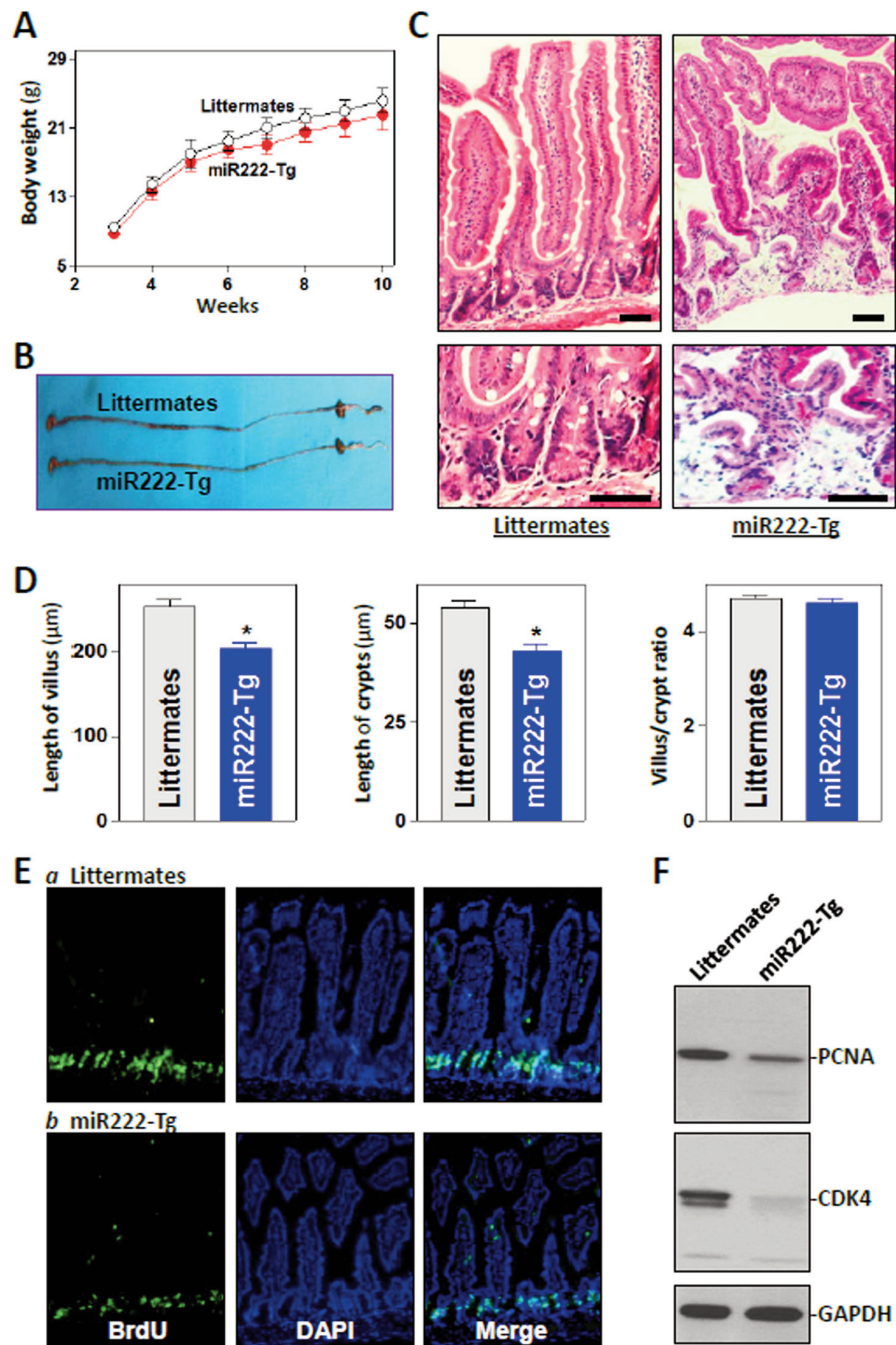 A
Body weight (g)
29
21
13
5
Littermates
miR222-Tg
2
4
6
8
10
Weeks
B
Littermates
miR222-Tg
C
Littermates
miR222-Tg
D
Length of villus (µm)
200
100
0
Littermates
*
miR222-Tg
Length of crypts (µm)
50
25
0
Littermates
*
miR222-Tg
Villus/crypt ratio
4
2
0
Littermates
miR222-Tg
E
a Littermates
b miR222-Tg
BrdU
DAPI
Merge
F
Littermates
miR222-Tg
PCNA
CDK4
GAPDH